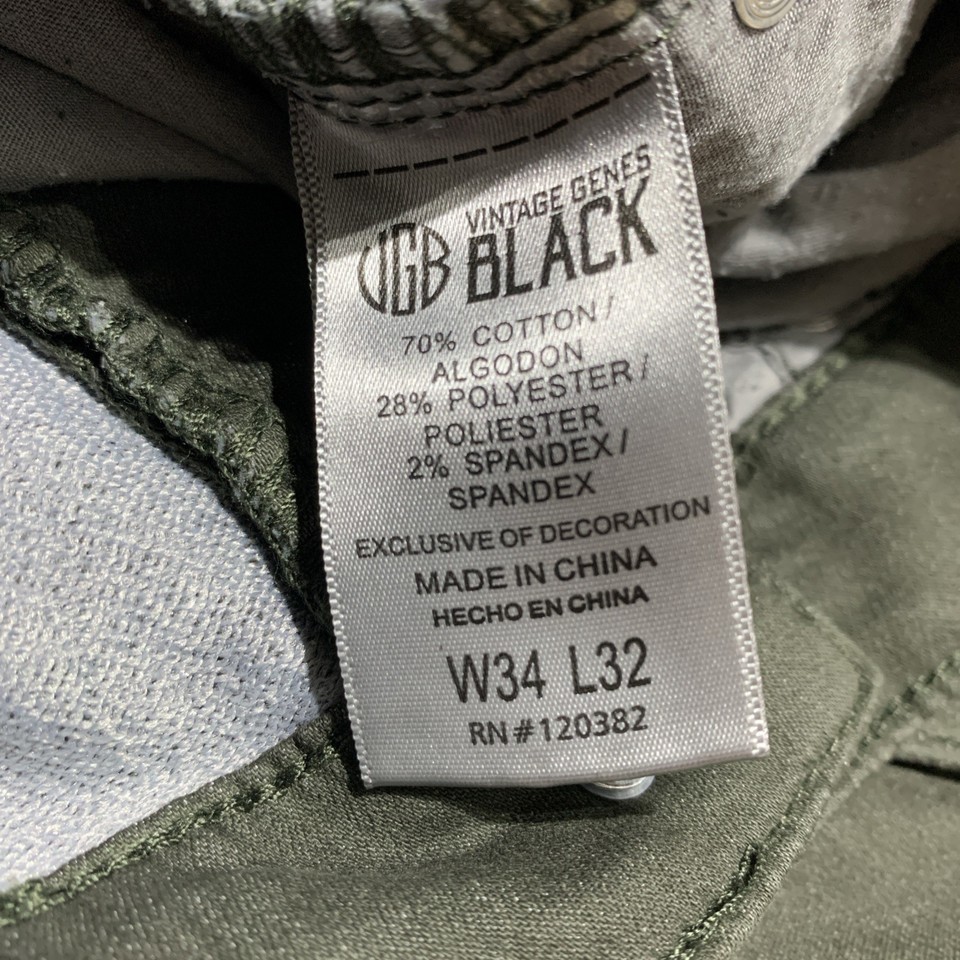 VGB VINTAGE GENES
BLACK
70% COTTON /
ALGODON
28% POLYESTER /
POLIESTER
2% SPANDEX /
SPANDEX
EXCLUSIVE OF DECORATION
MADE IN CHINA
HECHO EN CHINA
W34 L32
RN#120382